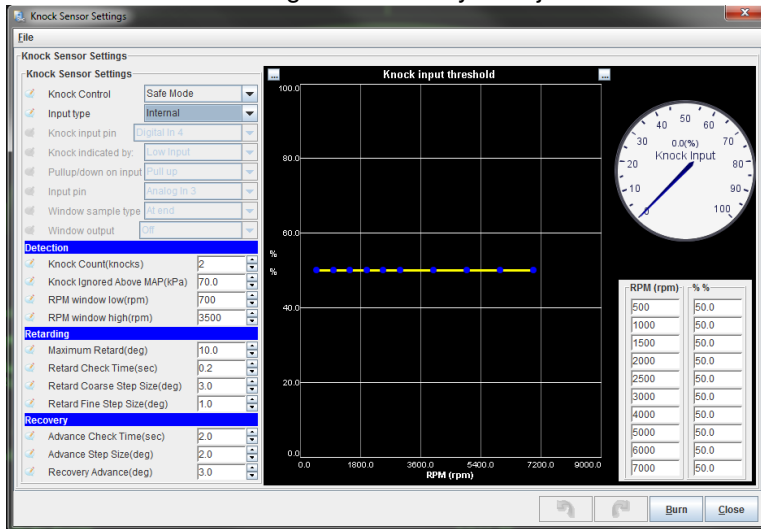 Knock Sensor Settings
File
Knock Sensor Settings
Knock Sensor Settings
Knock Control Safe Mode
Input type Internal
Knock input pin Digital In 4
Knock indicated by: Low Input
Pullup/down on input Pull up
Input pin Analog In 3
Window sample type At end
Window output Off
Detection
Knock Count(knocks) 2
Knock Ignored Above MAP(kPa) 70.0
RPM window low(rpm) 700
RPM window high(rpm) 3500
Retarding
Maximum Retard(deg) 10.0
Retard Check Time(sec) 0.2
Retard Coarse Step Size(deg) 3.0
Retard Fine Step Size(deg) 1.0
Recovery
Advance Check Time(sec) 2.0
Advance Step Size(deg) 2.0
Recovery Advance(deg) 3.0
... Knock input threshold ...
100.0
80.0
60.0
%
%
40.0
20.0
0.0
0.0 1800.0 3600.0 5400.0 7200.0 9000.0
RPM (rpm)
0 10 20 30 40 50 60 70 80 90 100
0.0(%)
Knock Input
RPM (rpm) % %
500 50.0
1000 50.0
1500 50.0
2000 50.0
2500 50.0
3000 50.0
4000 50.0
5000 50.0
6000 50.0
7000 50.0
Burn Close